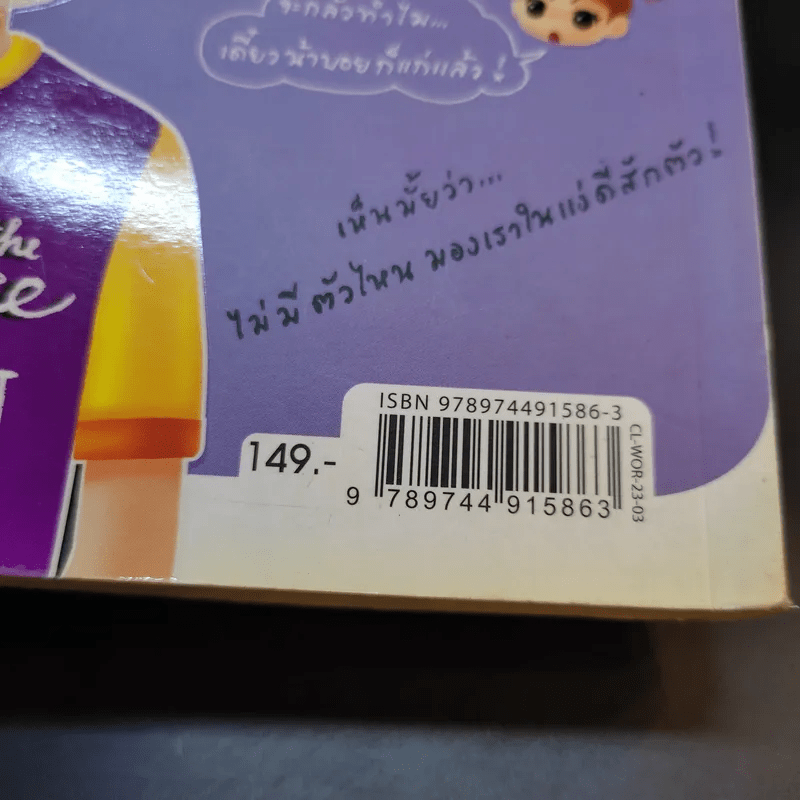 จะกลัวทำไม...
เดี๋ยวน้าบอยก็แก่แล้ว!
เห็นมั้ยว่า...
ไม่มีตัวไหน มองเราในแง่ดีสักตัว!
the
ISBN 978974491586-3
149.-
9 789744 915863
CL-WOR-23-03